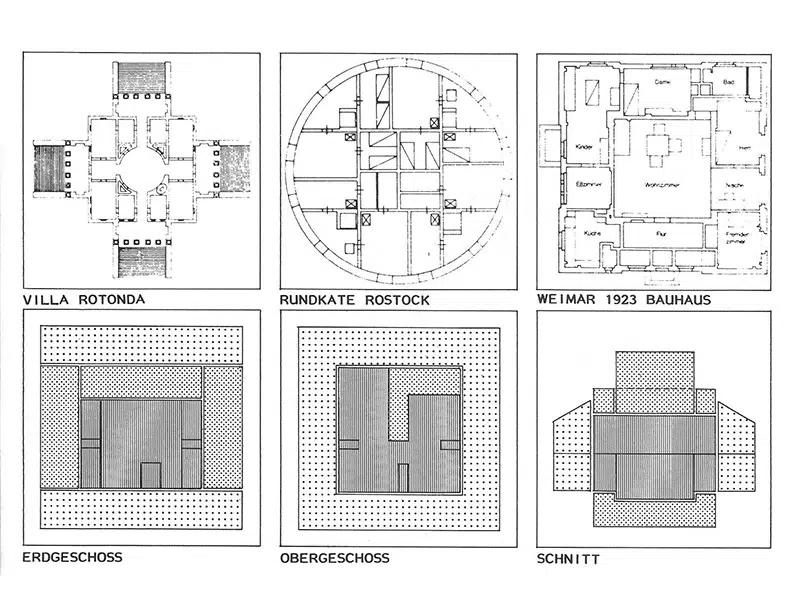 VILLA ROTONDA
RUNDKATE ROSTOCK
WEIMAR 1923 BAUHAUS
Dame
Bad
Kinder
Herr
Eßzimmer
Wohnzimmer
Nische
Küche
Flur
Fremden
zimmer
ERDGESCHOSS
OBERGESCHOSS
SCHNITT